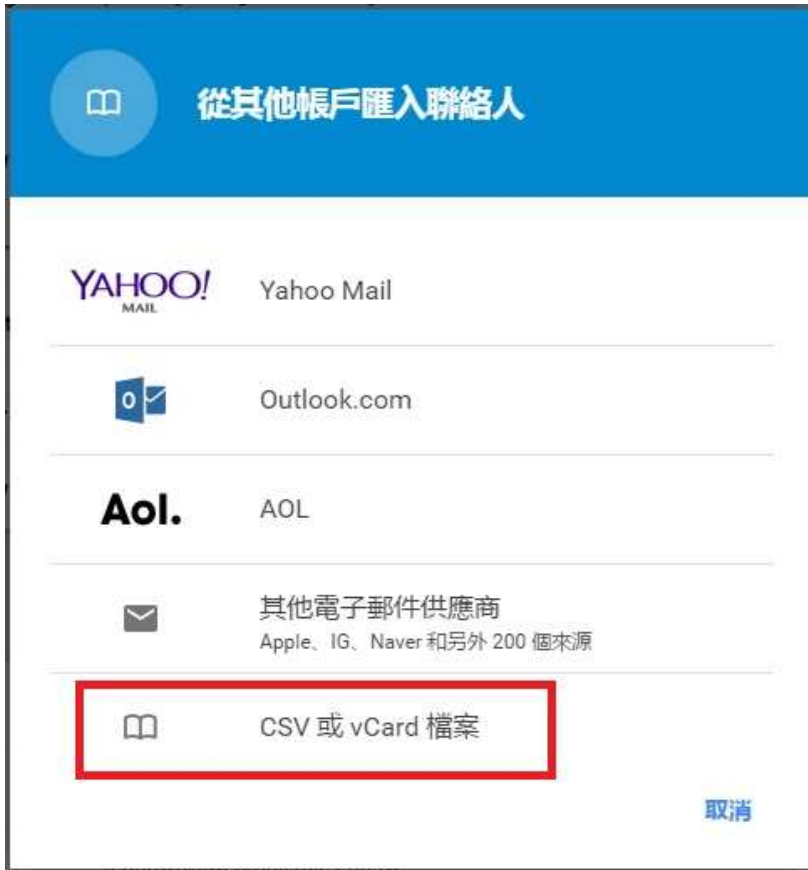 從其他帳戶匯入聯絡人
YAHOO!
MAIL
Yahoo Mail
Outlook.com
Aol.
AOL
其他電子郵件供應商
Apple、IG、Naver 和另外 200 個來源
CSV 或 vCard 檔案
取消